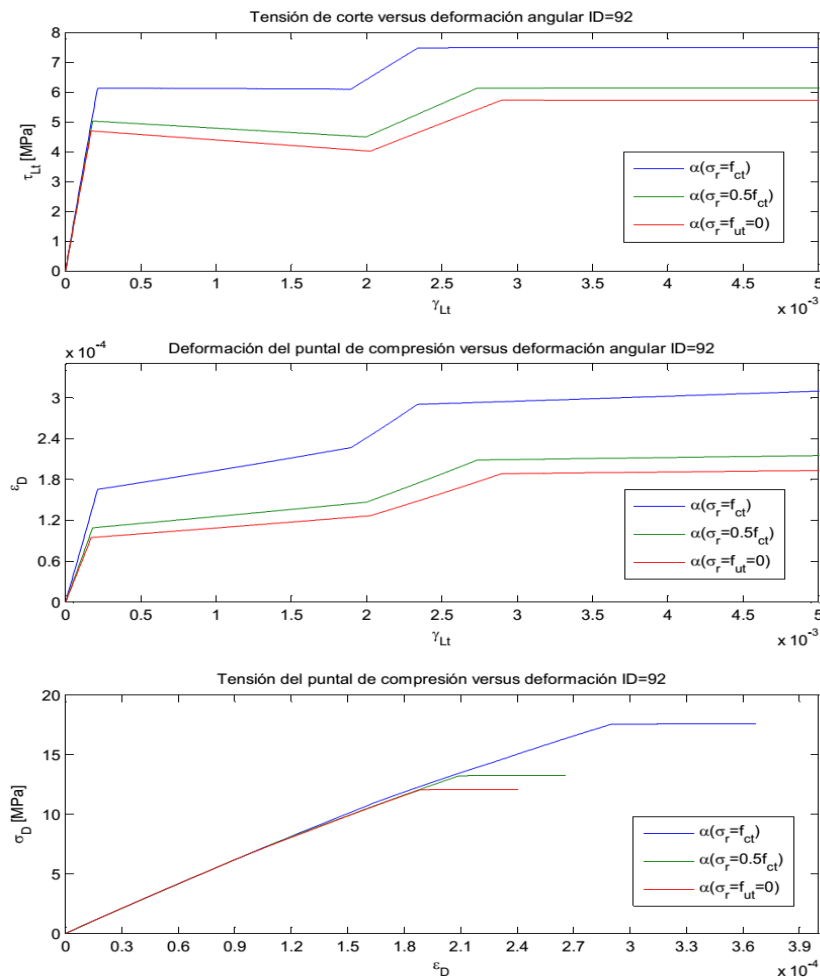 Tensión de corte versus deformación angular ID=92
8
7
6
5
4
3
2
1
0
τLt [MPa]
α(σr=fct)
α(σr=0.5fct)
α(σr=fut=0)
0 0.5 1 1.5 2 2.5 3 3.5 4 4.5 5
γLt
x 10⁻³
x 10⁻⁴
Deformación del puntal de compresión versus deformación angular ID=92
3
2.4
1.8
1.2
0.6
0
εD
α(σr=fct)
α(σr=0.5fct)
α(σr=fut=0)
0 0.5 1 1.5 2 2.5 3 3.5 4 4.5 5
γLt
x 10⁻³
Tensión del puntal de compresión versus deformación ID=92
20
15
10
5
0
σD [MPa]
α(σr=fct)
α(σr=0.5fct)
α(σr=fut=0)
0 0.3 0.6 0.9 1.2 1.5 1.8 2.1 2.4 2.7 3 3.3 3.6 3.9
εD
x 10⁻⁴